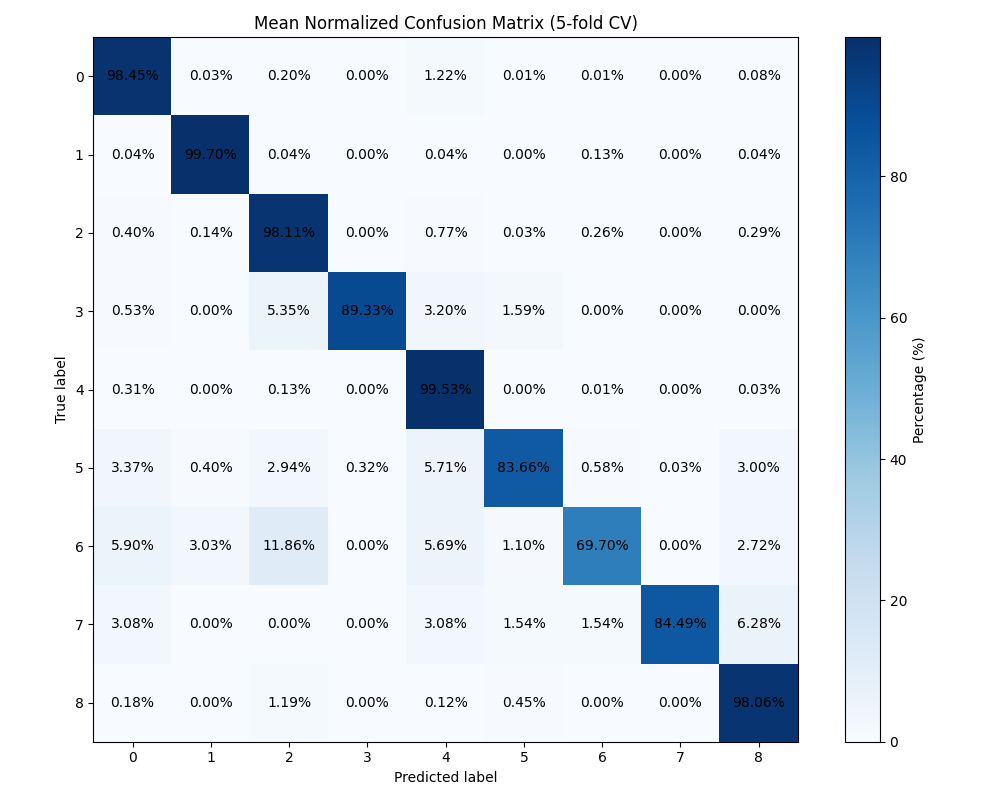 Mean Normalized Confusion Matrix (5-fold CV)
0 98.45% 0.03% 0.20% 0.00% 1.22% 0.01% 0.01% 0.00% 0.08%
1 0.04% 99.70% 0.04% 0.00% 0.04% 0.00% 0.13% 0.00% 0.04%
2 0.40% 0.14% 98.11% 0.00% 0.77% 0.03% 0.26% 0.00% 0.29%
3 0.53% 0.00% 5.35% 89.33% 3.20% 1.59% 0.00% 0.00% 0.00%
4 0.31% 0.00% 0.13% 0.00% 99.53% 0.00% 0.01% 0.00% 0.03%
5 3.37% 0.40% 2.94% 0.32% 5.71% 83.66% 0.58% 0.03% 3.00%
6 5.90% 3.03% 11.86% 0.00% 5.69% 1.10% 69.70% 0.00% 2.72%
7 3.08% 0.00% 0.00% 0.00% 3.08% 1.54% 1.54% 84.49% 6.28%
8 0.18% 0.00% 1.19% 0.00% 0.12% 0.45% 0.00% 0.00% 98.06%
0 1 2 3 4 5 6 7 8
Predicted label
True label
80
60
40
20
0
Percentage (%)